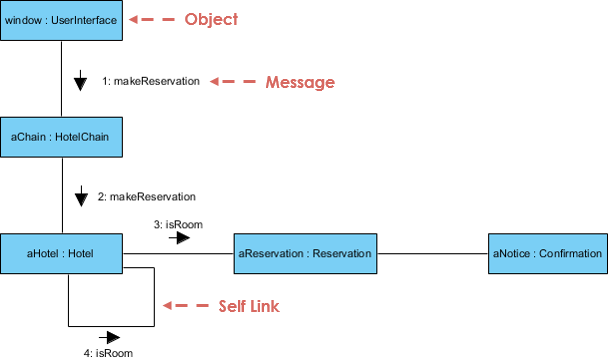 window : UserInterface
Object
1: makeReservation
Message
aChain : HotelChain
2: makeReservation
3: isRoom
aHotel : Hotel
aReservation : Reservation
aNotice : Confirmation
Self Link
4: isRoom